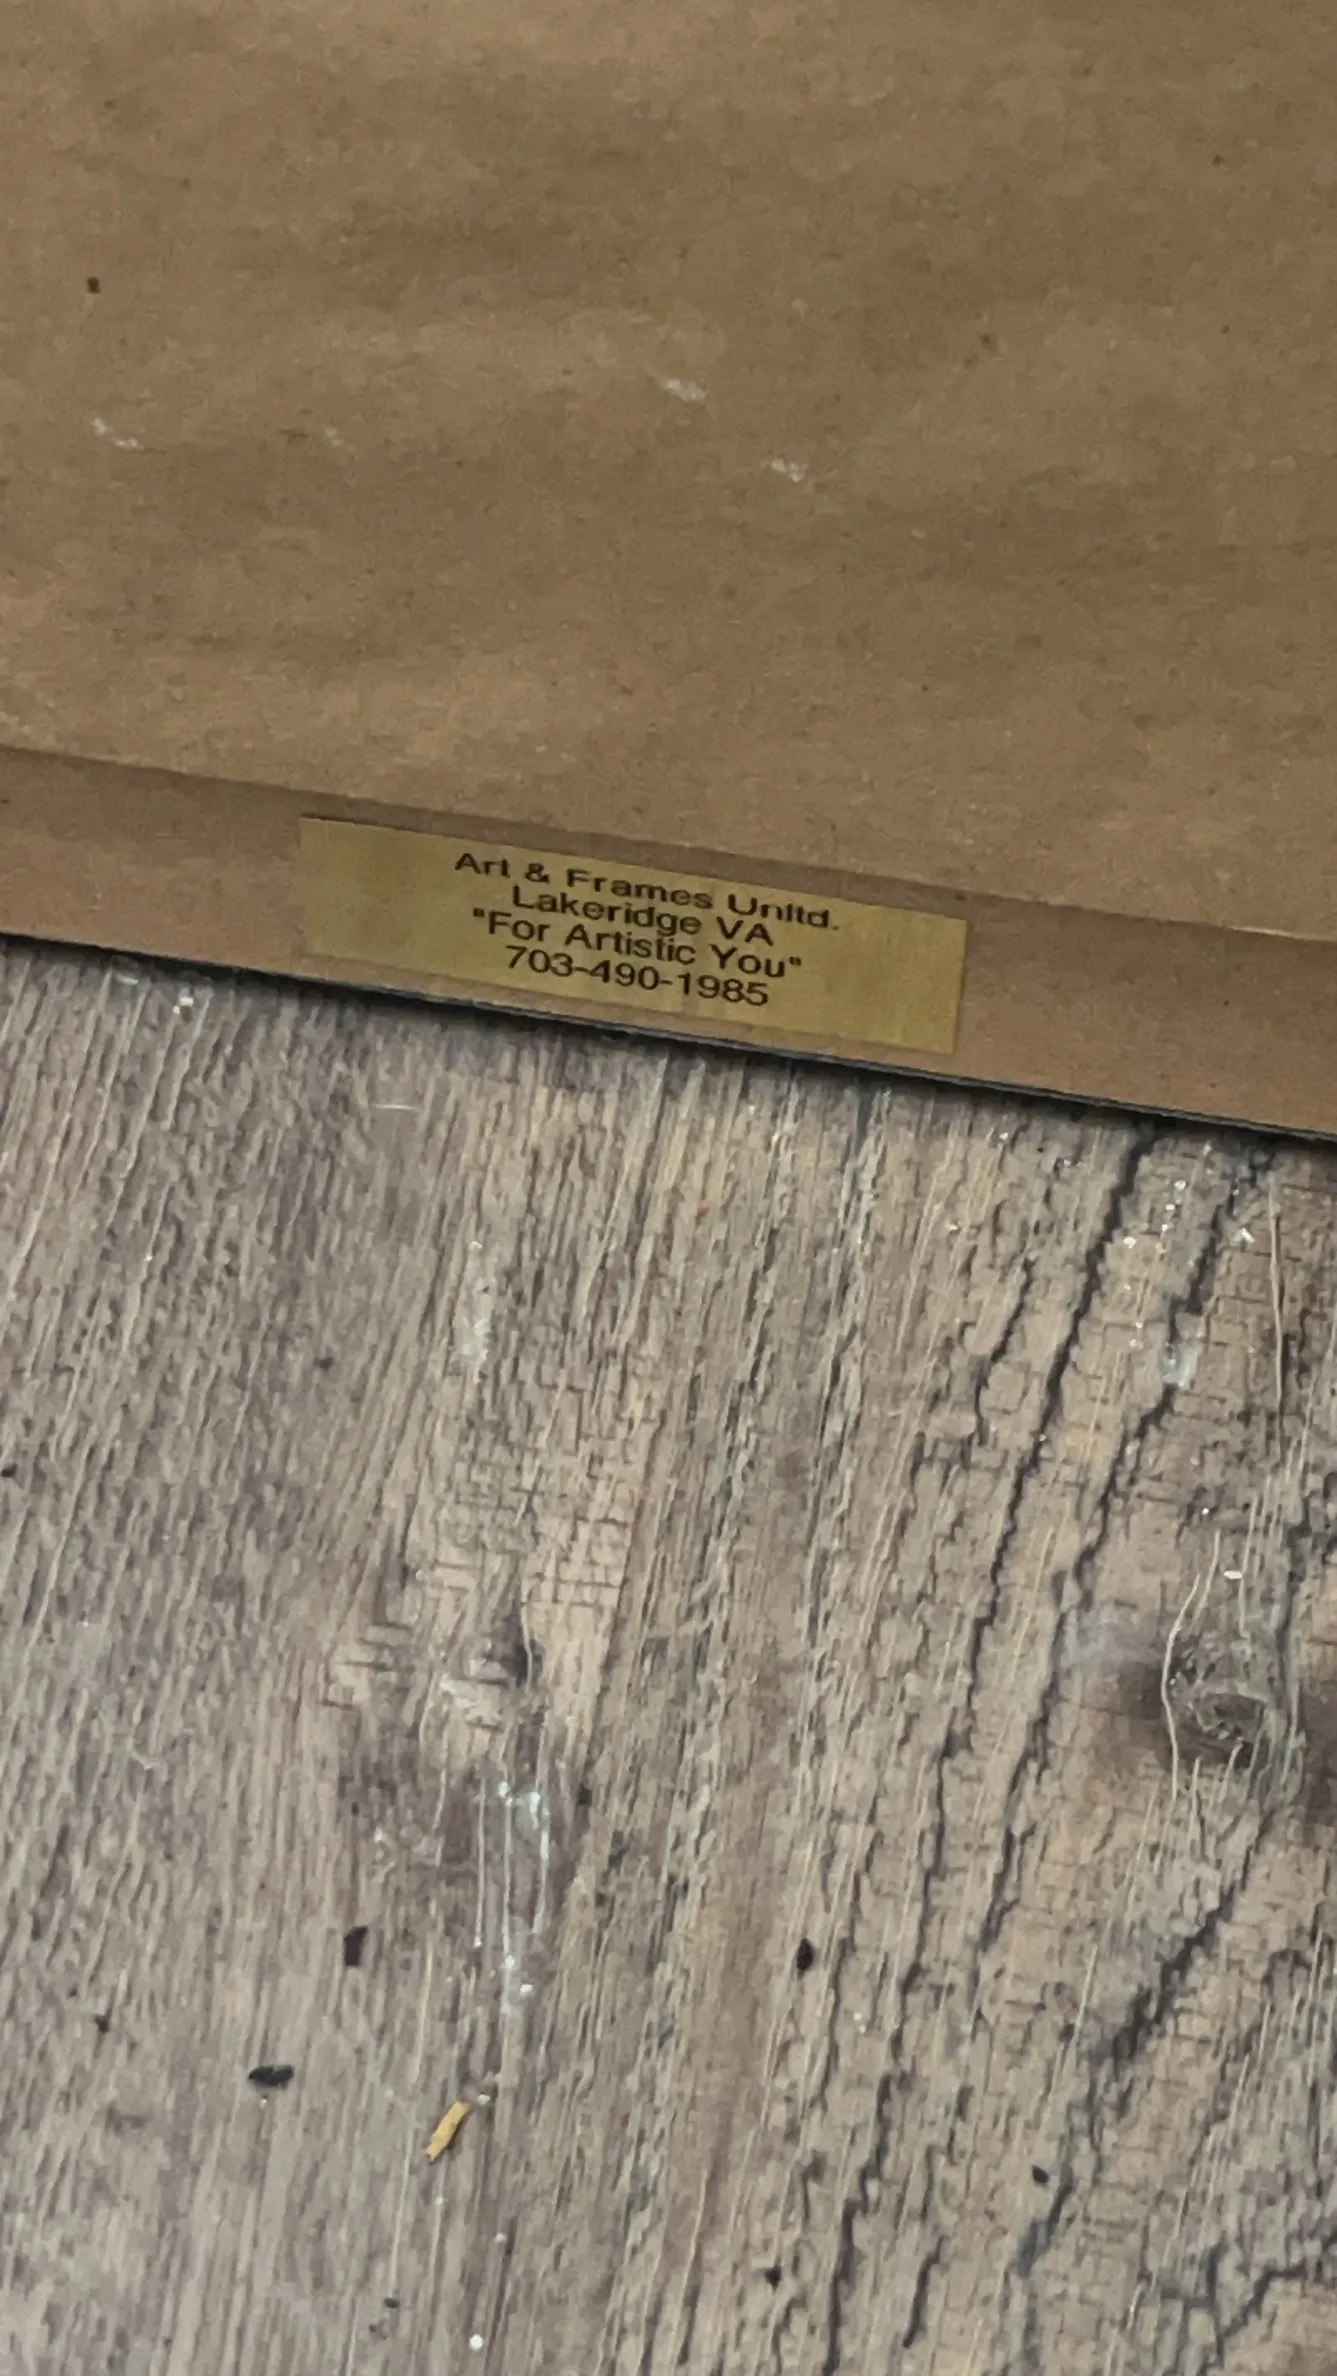 Art & Frames Unltd.
Lakeridge VA
"For Artistic You"
703-490-1985